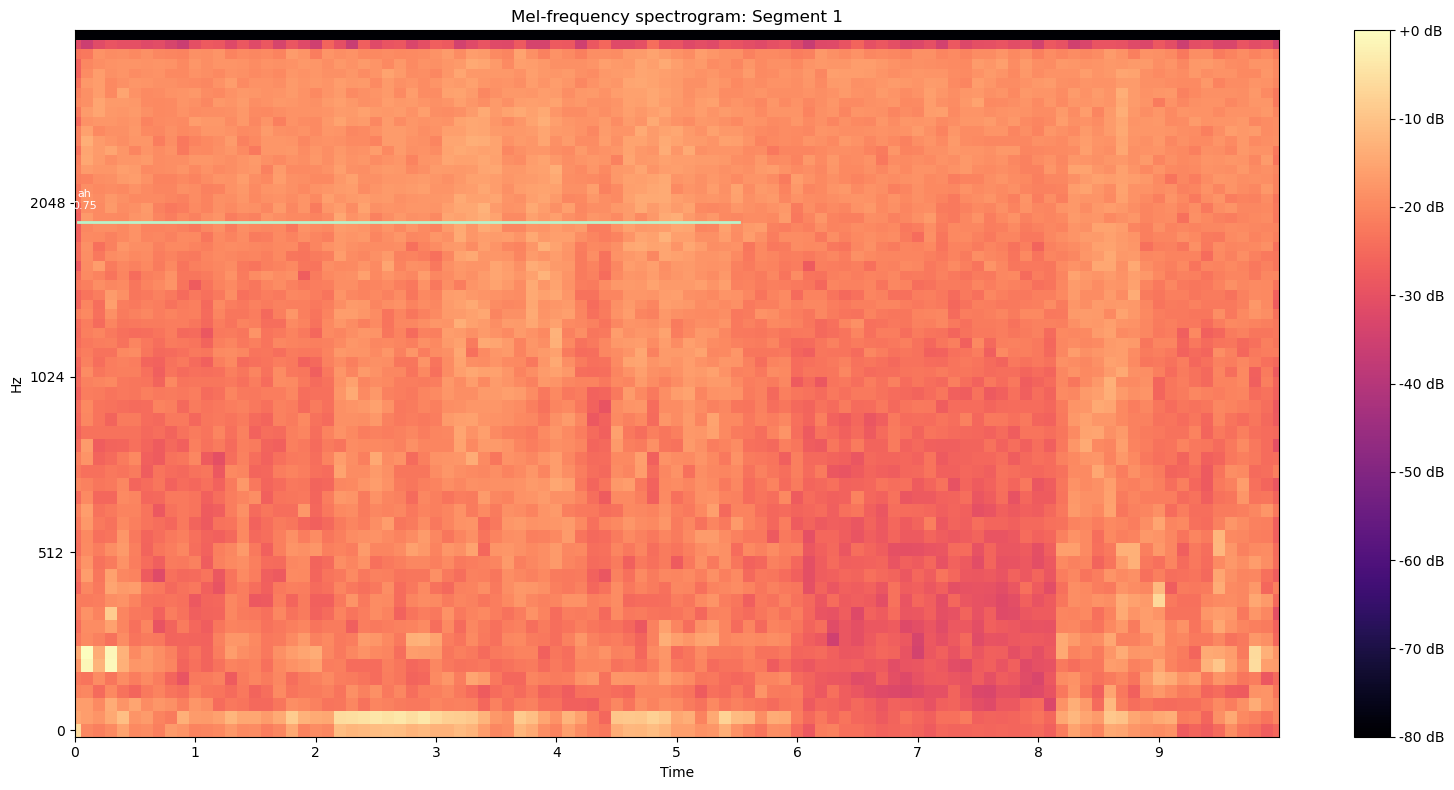 Mel-frequency spectrogram: Segment 1
+0 dB
-10 dB
-20 dB
-30 dB
-40 dB
-50 dB
-60 dB
-70 dB
-80 dB
Hz
2048
1024
512
0
ah
0.75
0 1 2 3 4 5 6 7 8 9
Time